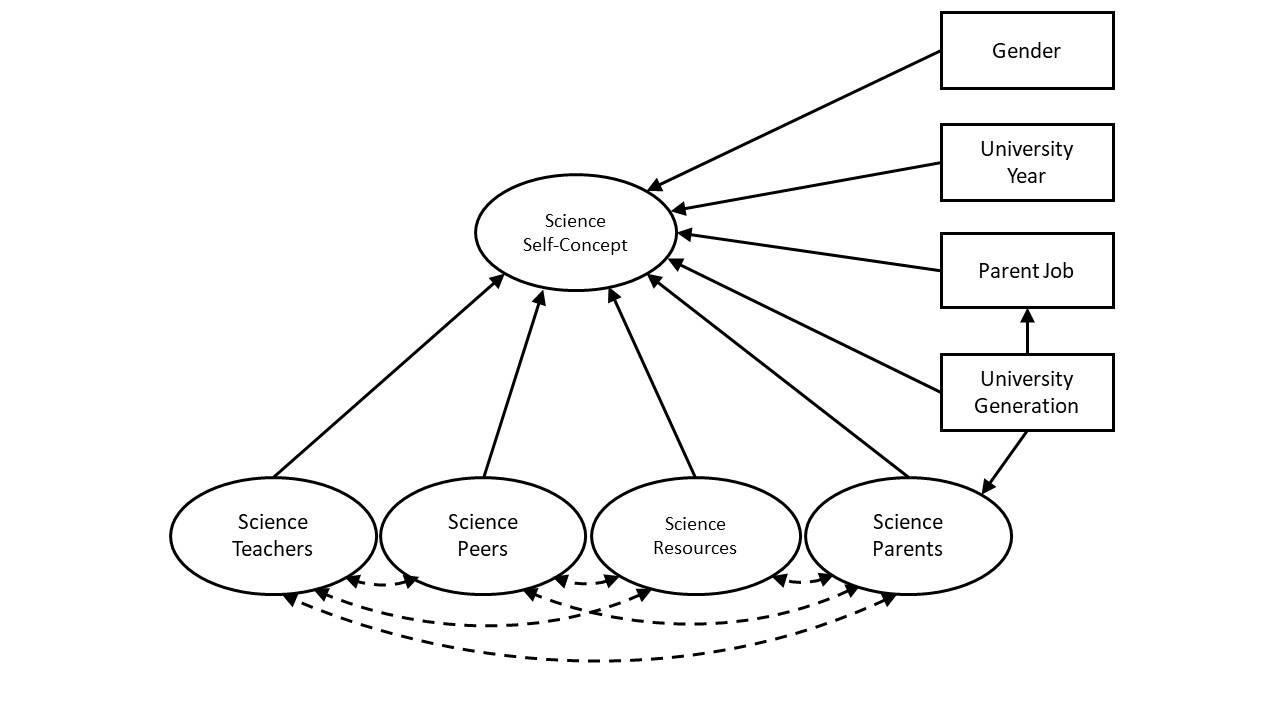 Gender
University
Year
Science
Self-Concept
Parent Job
University
Generation
Science
Teachers
Science
Peers
Science
Resources
Science
Parents